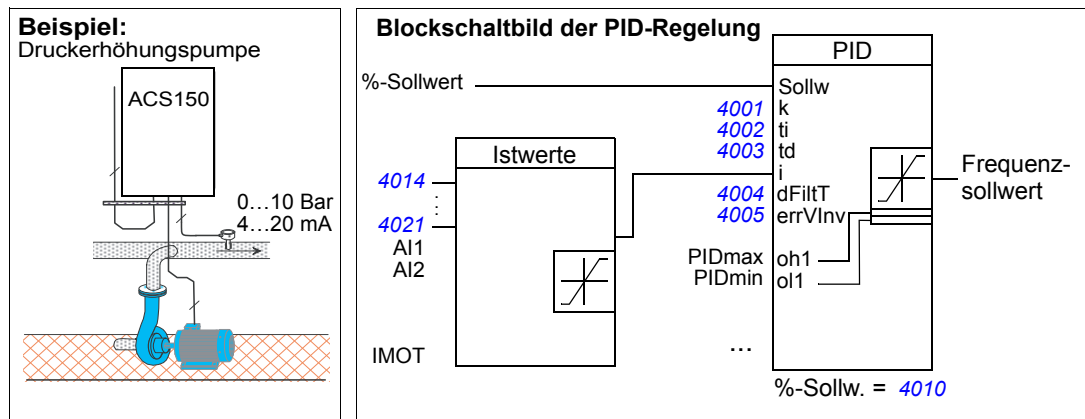 Beispiel:
Druckerhöhungspumpe
ACS150
0…10 Bar
4…20 mA
Blockschaltbild der PID-Regelung
%-Sollwert
Istwerte
4014
4021
AI1
AI2
IMOT
PID
Sollw
4001 k
4002 ti
4003 td
i
4004 dFiltT
4005 errVInv
PIDmax oh1
PIDmin ol1
...
Frequenz-
sollwert
%-Sollw. = 4010